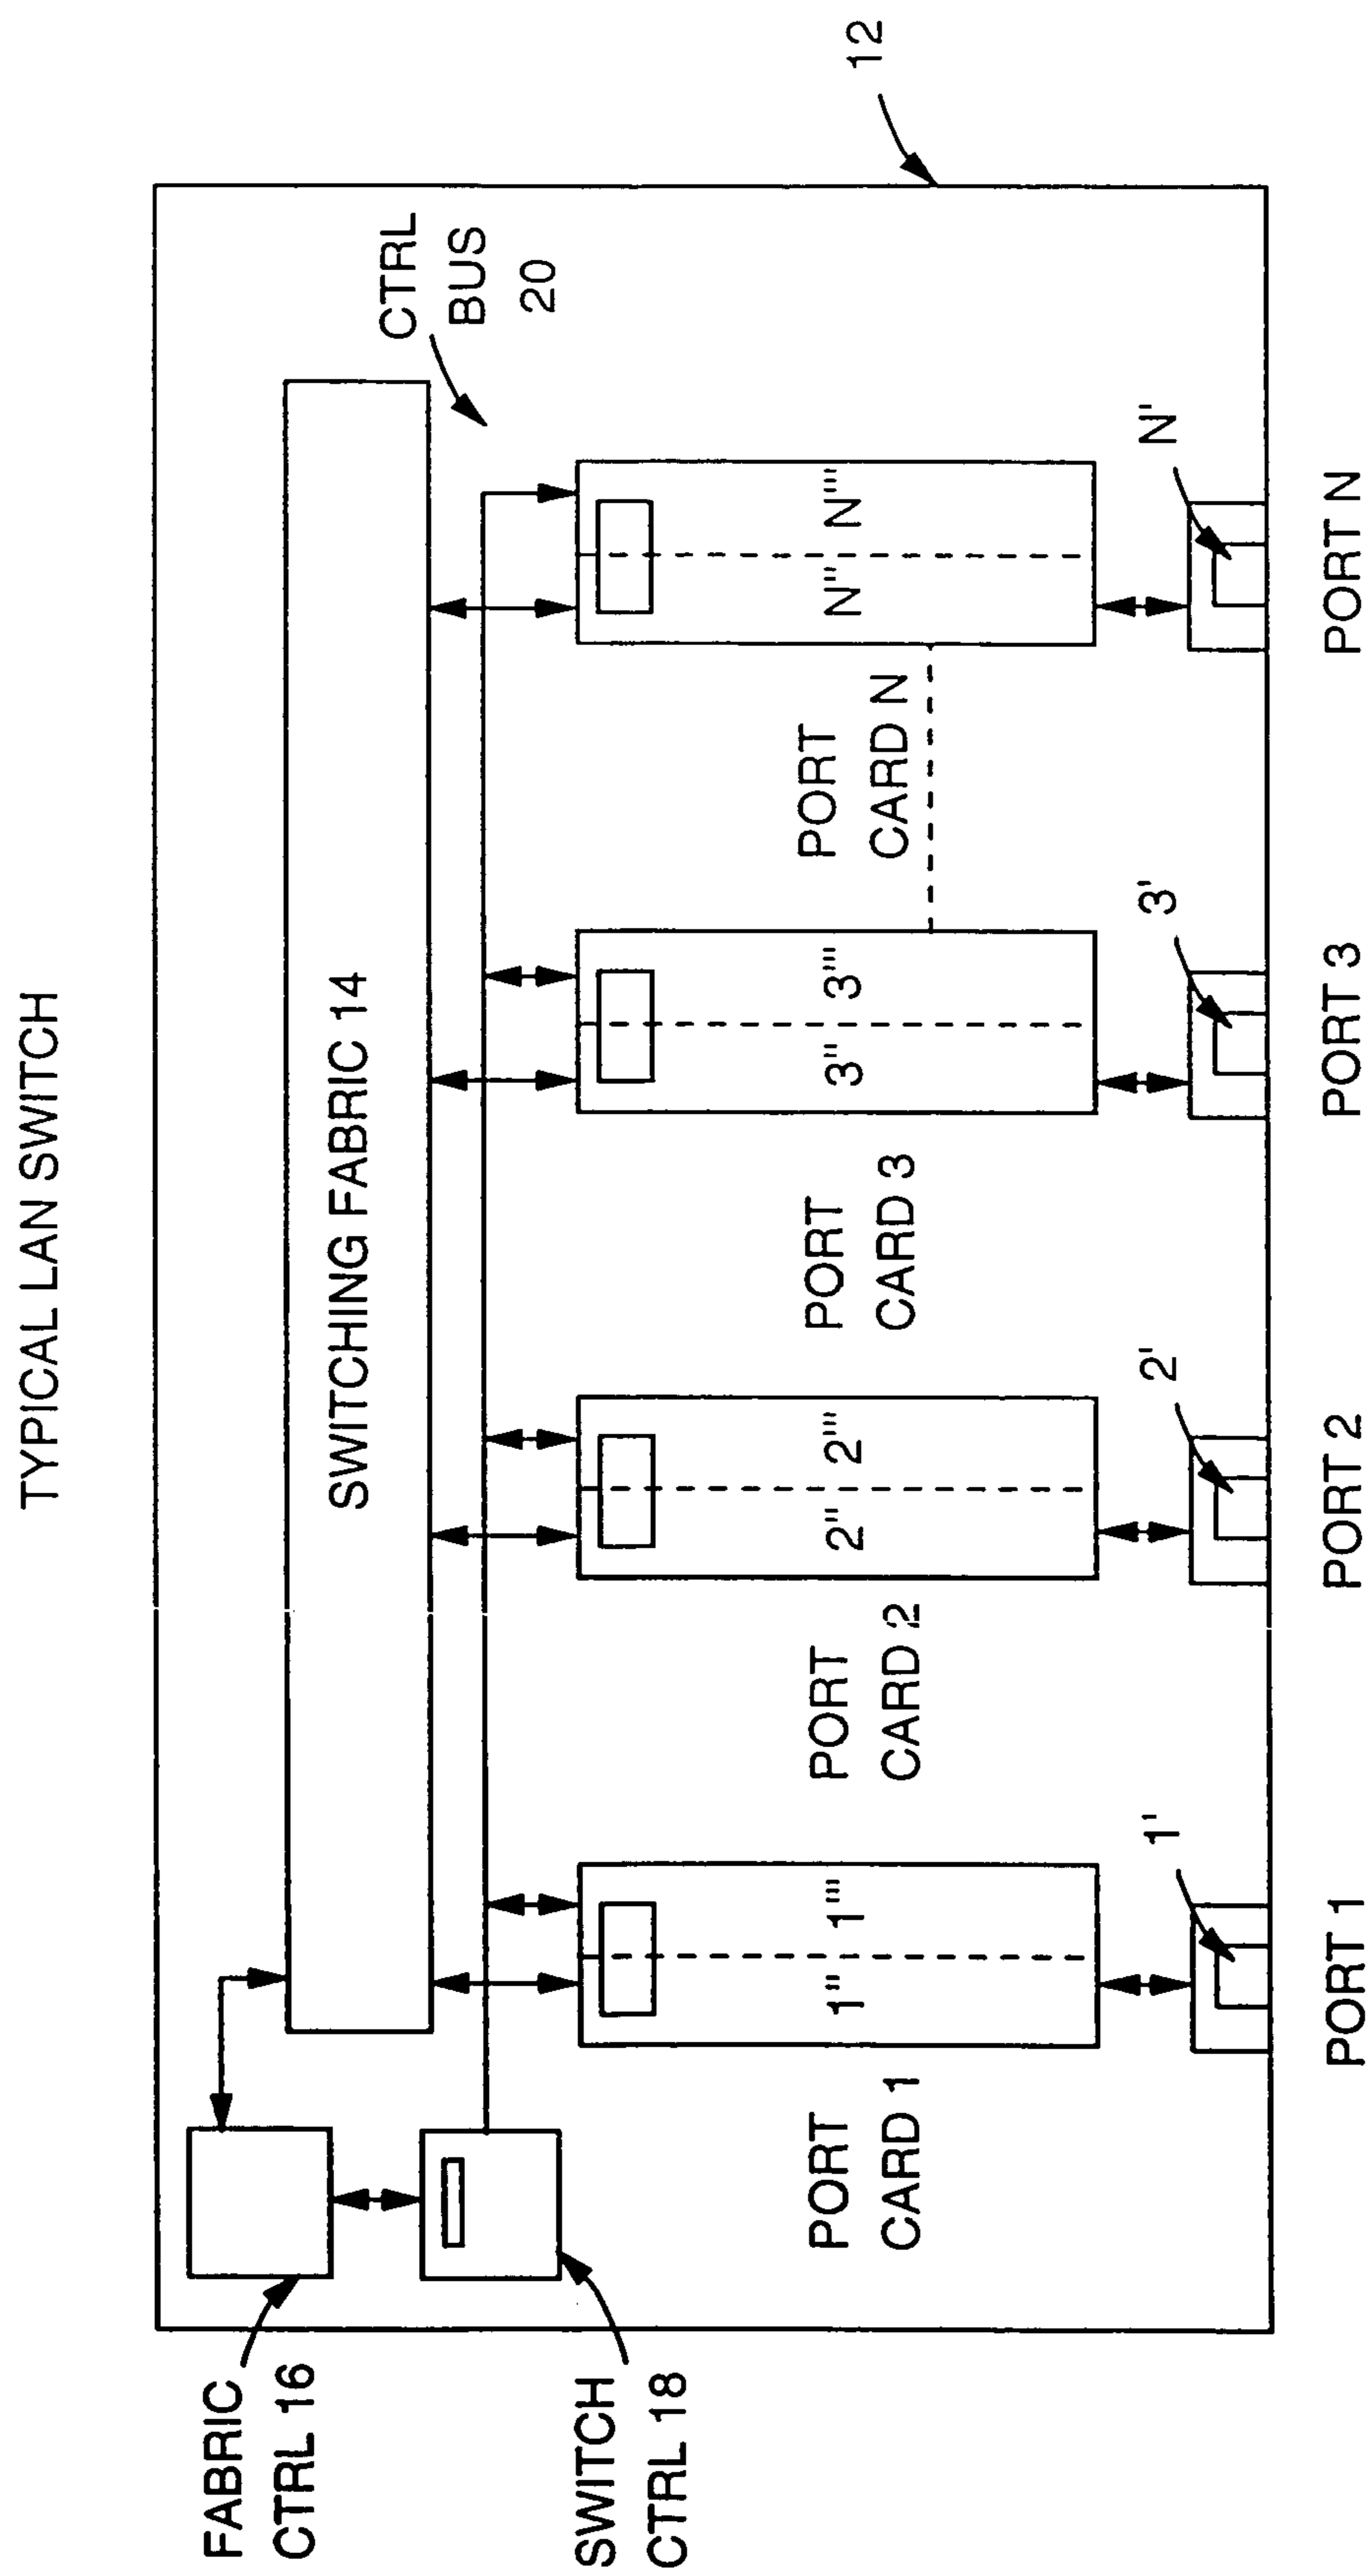 TYPICAL LAN SWITCH
12
FABRIC
CTRL 16
SWITCHING FABRIC 14
CTRL
BUS
20
SWITCH
CTRL 18
PORT
CARD 1
1" 1'''
PORT
CARD 2
2" 2'''
PORT
CARD 3
3" 3'''
PORT
CARD N
N" N'''
1'
2'
3'
N'
PORT 1
PORT 2
PORT 3
PORT N